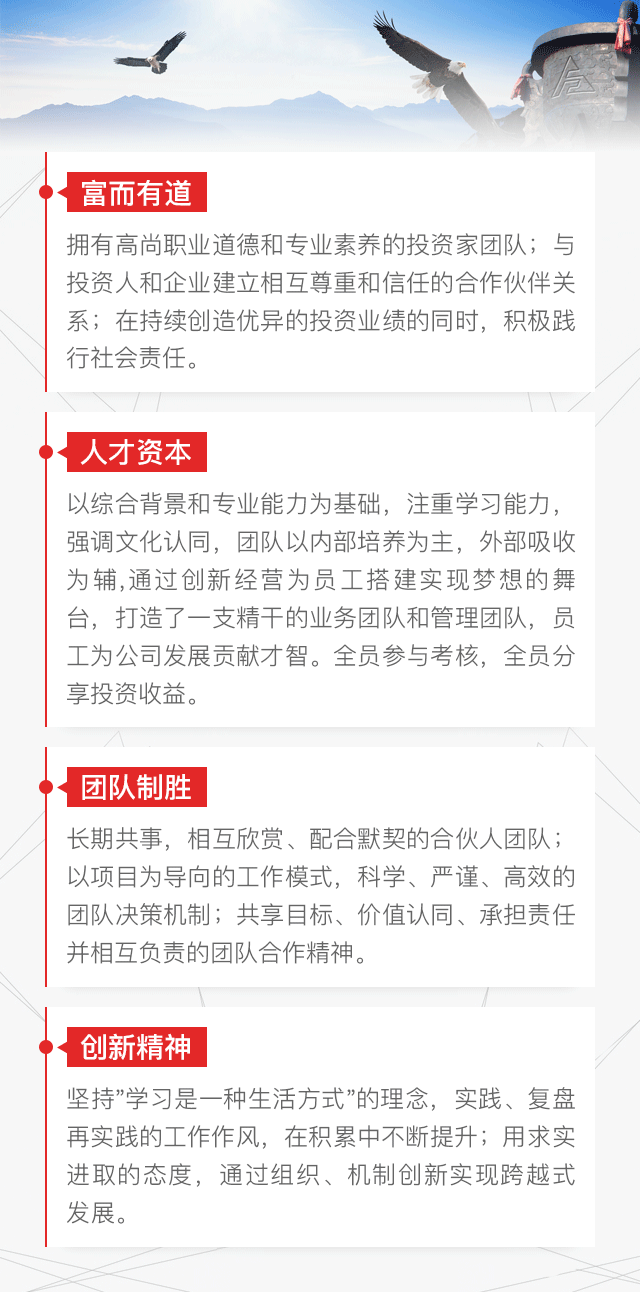 富而有道
拥有高尚职业道德和专业素养的投资家团队；与
投资人和企业建立相互尊重和信任的合作伙伴关
系；在持续创造优异的投资业绩的同时，积极践
行社会责任。
人才资本
以综合背景和专业能力为基础，注重学习能力，
强调文化认同，团队以内部培养为主，外部吸收
为辅,通过创新经营为员工搭建实现梦想的舞
台，打造了一支精干的业务团队和管理团队，员
工为公司发展贡献才智。全员参与考核，全员分
享投资收益。
团队制胜
长期共事，相互欣赏、配合默契的合伙人团队；
以项目为导向的工作模式，科学、严谨、高效的
团队决策机制；共享目标、价值认同、承担责任
并相互负责的团队合作精神。
创新精神
坚持”学习是一种生活方式”的理念，实践、复盘
再实践的工作作风，在积累中不断提升；用求实
进取的态度，通过组织、机制创新实现跨越式
发展。